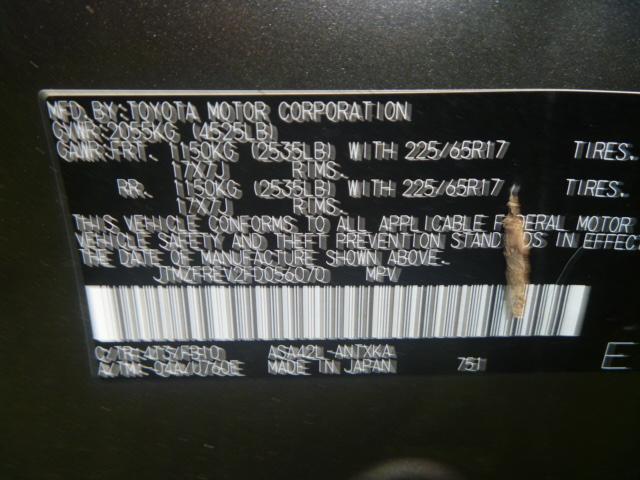 MFD. BY: TOYOTA MOTOR CORPORATION
GVWR: 2055KG (4525LB)
GAWR: FRT. 1150KG (2535LB) WITH 225/65R17 TIRES.
17X7J RIMS.
RR. 1150KG (2535LB) WITH 225/65R17 TIRES.
17X7J RIMS.
THIS VEHICLE CONFORMS TO ALL APPLICABLE FEDERAL MOTOR
VEHICLE SAFETY AND THEFT PREVENTION STANDARDS IN EFFECT
THE DATE OF MANUFACTURE SHOWN ABOVE.
JTMZFREV2FD056070 MPV
C/TR: 4T3/FB10 ASA42L-ANTXKA
A/TM: MADE IN JAPAN 751
E